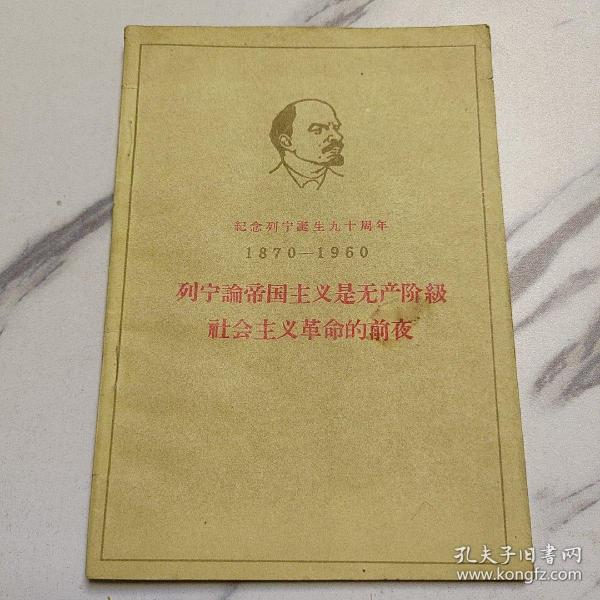 紀念列宁誕生九十周年
1870—1960
列宁論帝国主义是无产阶級
社会主义革命的前夜
孔夫子旧書网
www.kongfz.com